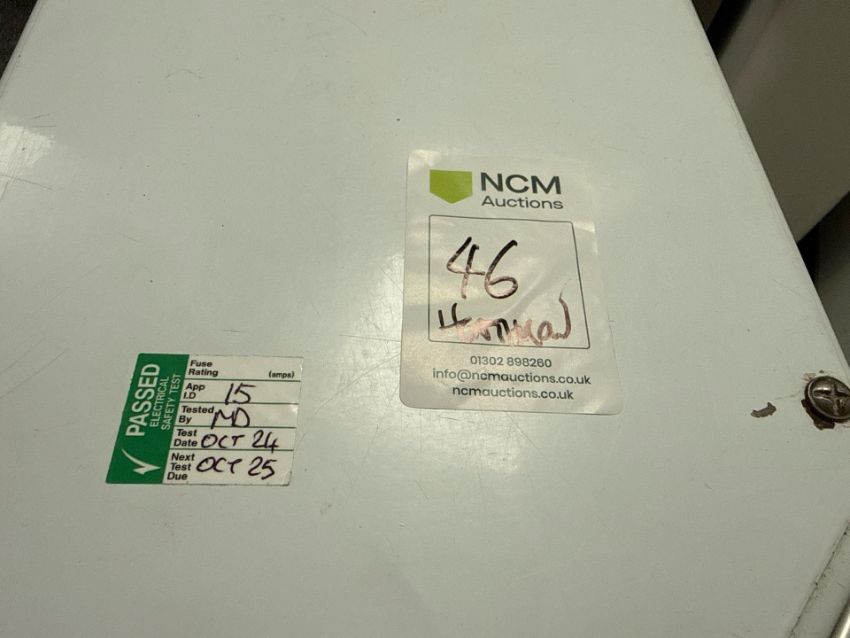 NCM
Auctions
46
01302 898260
info@ncmauctions.co.uk
ncmauctions.co.uk
PASSED
ELECTRICAL
SAFETY TEST
Fuse
Rating (amps)
App
I.D 15
Tested
By MD
Test
Date OCT 24
Next
Test
Due OCT 25